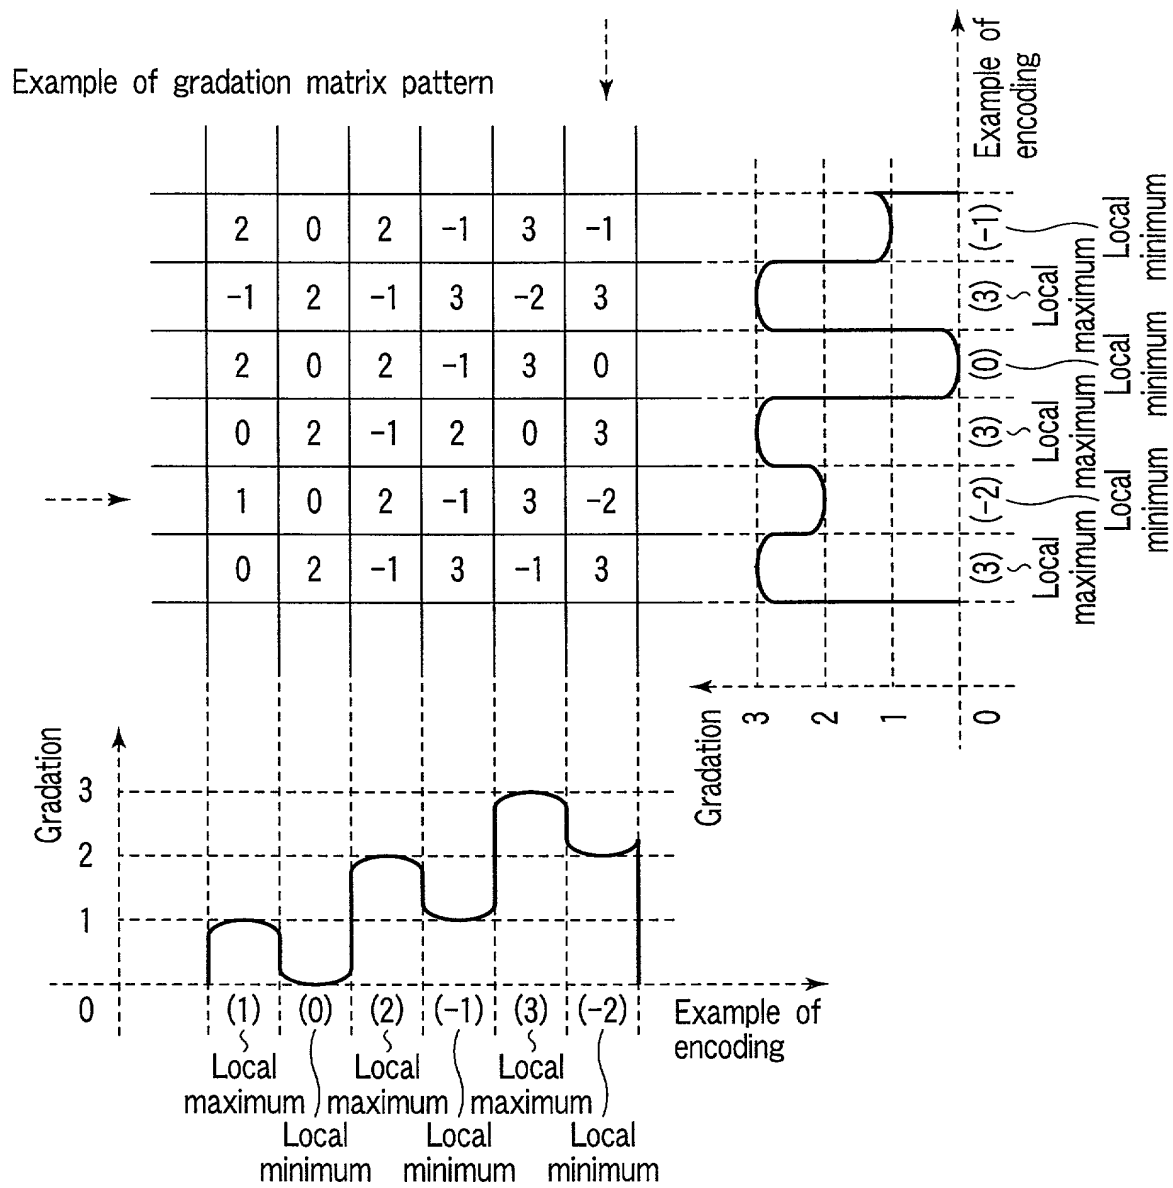 Example of gradation matrix pattern
2 0 2 -1 3 -1
-1 2 -1 3 -2 3
2 0 2 -1 3 0
0 2 -1 2 0 3
1 0 2 -1 3 -2
0 2 -1 3 -1 3
Example of
encoding
(-1)
Local
minimum
(3)
Local
maximum
(0)
Local
minimum
(3)
Local
maximum
(-2)
Local
minimum
(3)
Local
maximum
Gradation
3
2
1
0
Gradation
3
2
1
0
(1) (0) (2) (-1) (3) (-2)
Example of
encoding
Local
maximum
Local
maximum
Local
maximum
Local
minimum
Local
minimum
Local
minimum